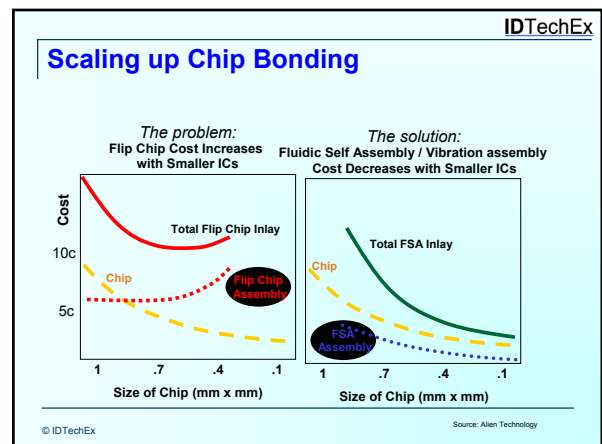 IDTechEx
Scaling up Chip Bonding
The problem:
Flip Chip Cost Increases
with Smaller ICs
Cost
10c
5c
Total Flip Chip Inlay
Chip
Flip Chip
Assembly
1 .7 .4 .1
Size of Chip (mm x mm)
The solution:
Fluidic Self Assembly / Vibration assembly
Cost Decreases with Smaller ICs
Total FSA Inlay
Chip
FSA
Assembly
1 .7 .4 .1
Size of Chip (mm x mm)
© IDTechEx
Source: Alien Technology